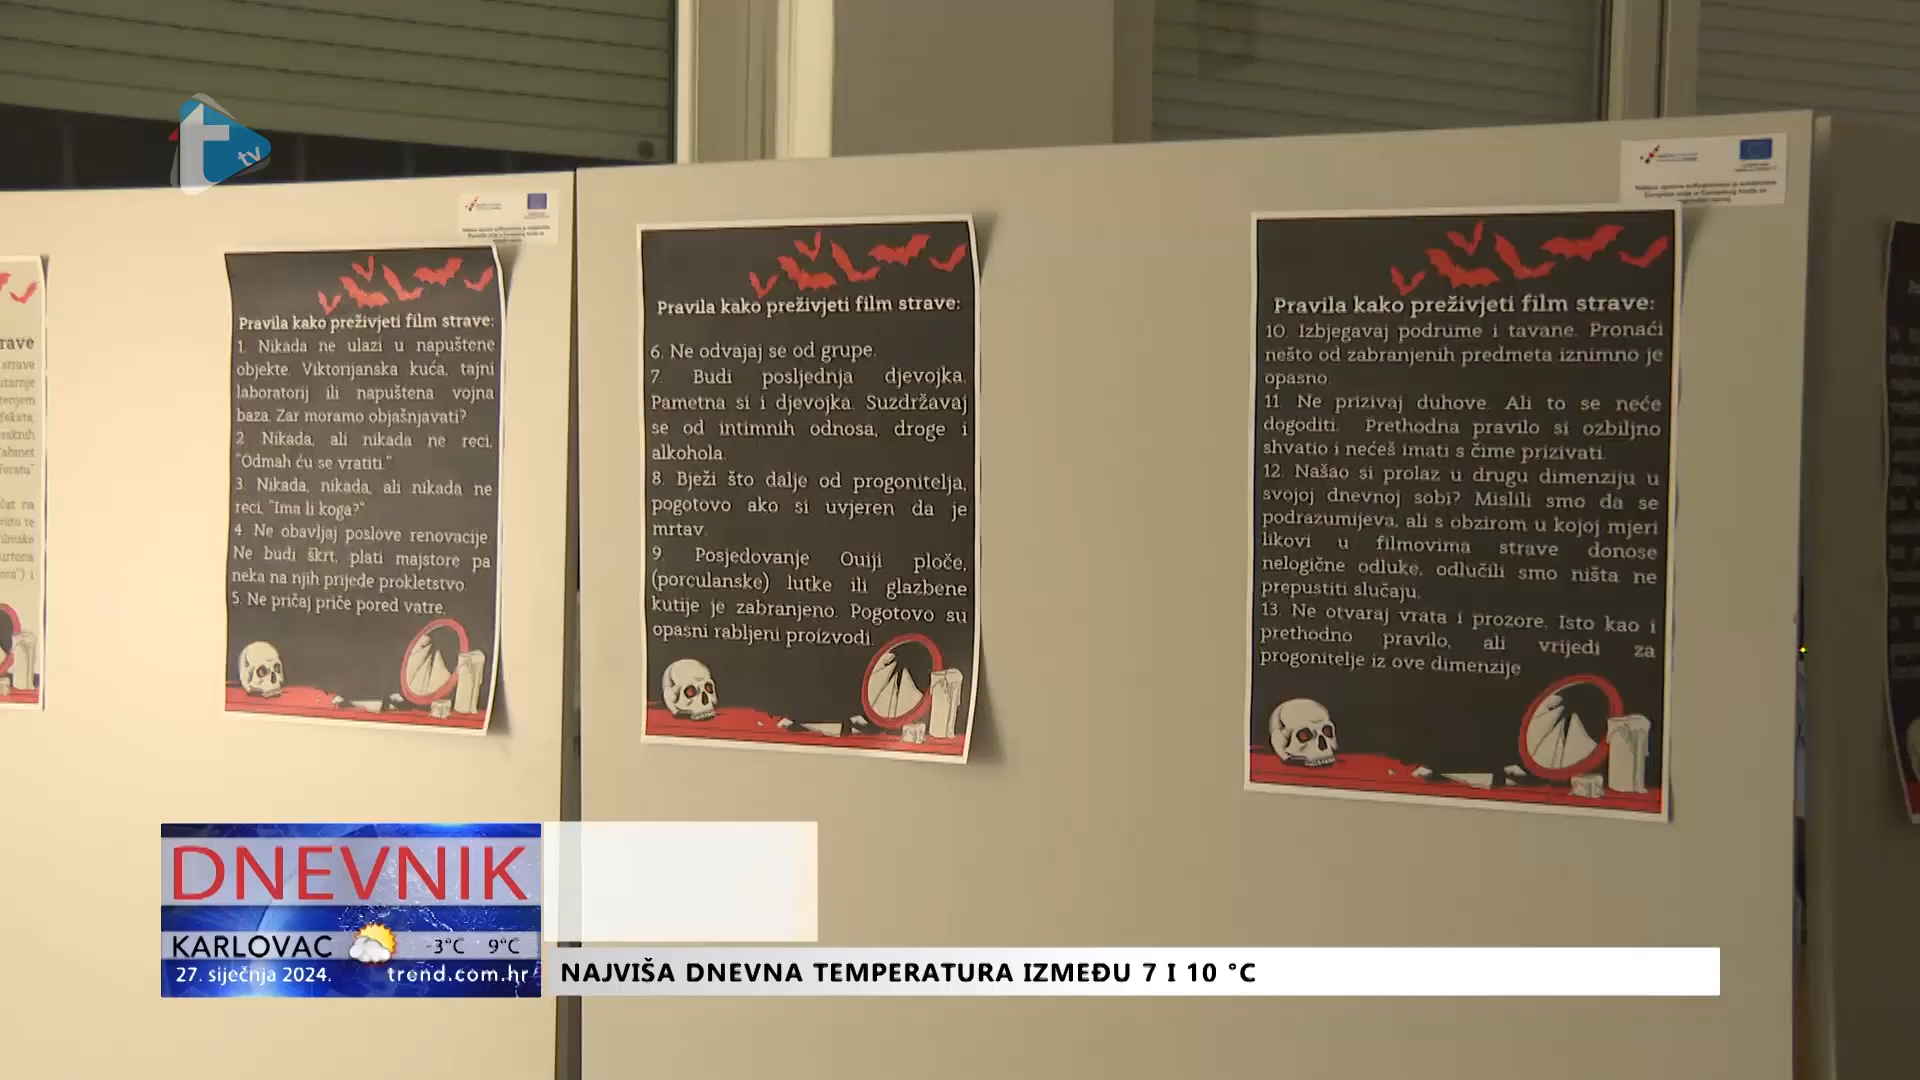 t tv
Pravila kako preživjeti film strave:
1. Nikada ne ulazi u napuštene
objekte. Viktorijanska kuća, tajni
laboratorij ili napuštena vojna
baza. Zar moramo objašnjavati?
2. Nikada, ali nikada ne reci,
"Odmah ću se vratiti."
3. Nikada, nikada, ali nikada ne
reci, "Ima li koga?"
4. Ne obavljaj poslove renovacije.
Ne budi škrt, plati majstore pa
neka na njih prijeđe prokletstvo.
5. Ne pričaj priče pored vatre.
Pravila kako preživjeti film strave:
6. Ne odvajaj se od grupe.
7. Budi posljednja djevojka.
Pametna si i djevojka. Suzdržavaj
se od intimnih odnosa, droge i
alkohola.
8. Bježi što dalje od progonitelja,
pogotovo ako si uvjeren da je
mrtav.
9. Posjedovanje Ouiji ploče,
(porculanske) lutke ili glazbene
kutije je zabranjeno. Pogotovo su
opasni rabljeni proizvodi.
Pravila kako preživjeti film strave:
10. Izbjegavaj podrume i tavane. Pronaći
nešto od zabranjenih predmeta iznimno je
opasno.
11. Ne prizivaj duhove. Ali to se neće
dogoditi. Prethodna pravilo si ozbiljno
shvatio i nećeš imati s čime prizivati.
12. Našao si prolaz u drugu dimenziju u
svojoj dnevnoj sobi? Mislili smo da se
podrazumijeva, ali s obzirom u kojoj mjeri
likovi u filmovima strave donose
nelogične odluke, odlučili smo ništa ne
prepustiti slučaju.
13. Ne otvaraj vrata i prozore. Isto kao i
prethodno pravilo, ali vrijedi za
progonitelje iz ove dimenzije
DNEVNIK
KARLOVAC -3°C 9°C
27. siječnja 2024. trend.com.hr
NAJVIŠA DNEVNA TEMPERATURA IZMEĐU 7 I 10 °C